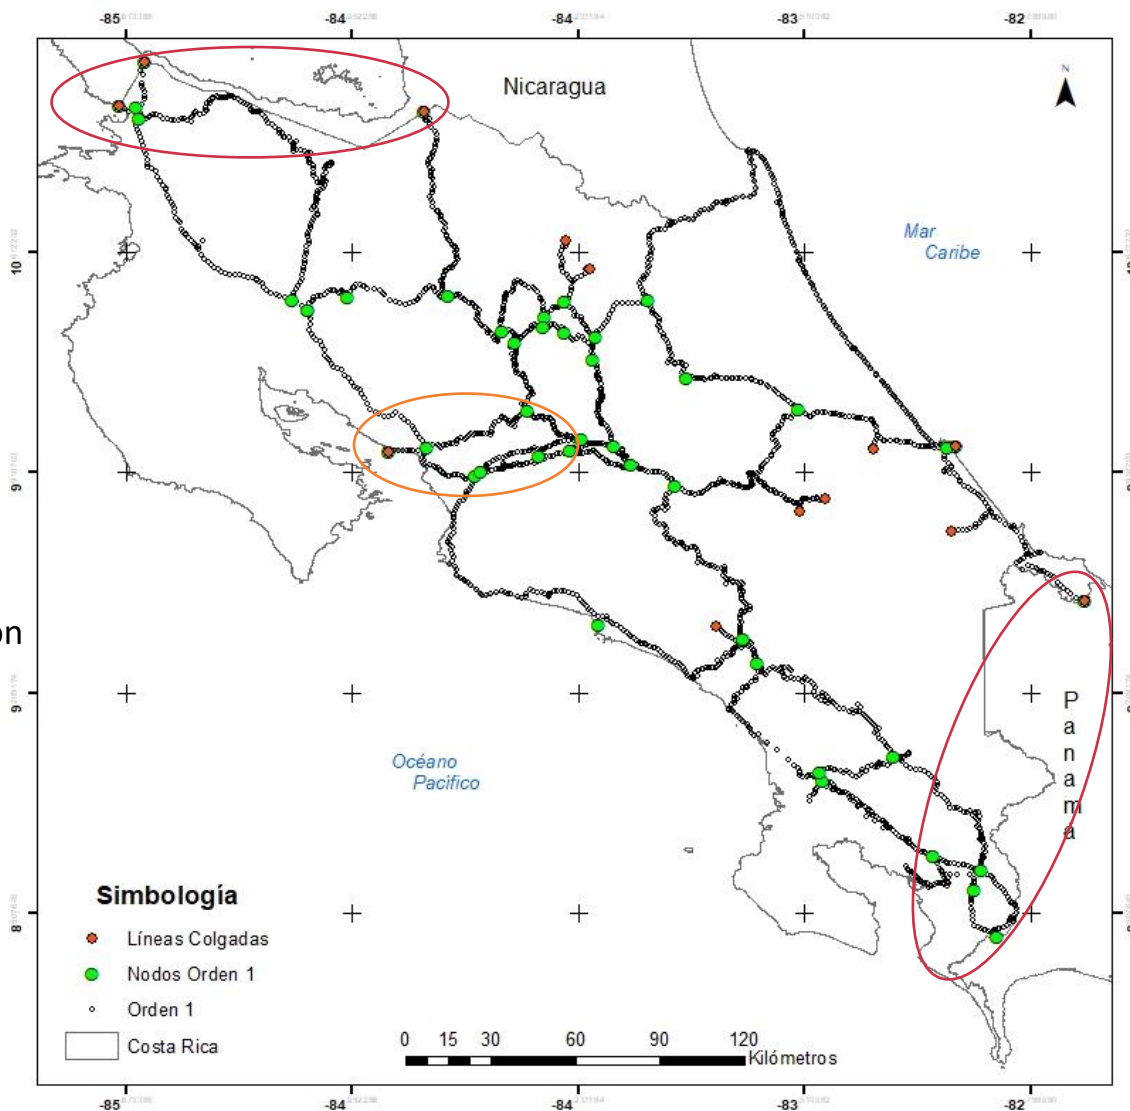 -85
-84
-84
-83
-82
N
Nicaragua
Mar
Caribe
10
9
9
8
on
Océano
Pacífico
P
a
n
a
m
a
Simbología
Líneas Colgadas
Nodos Orden 1
Orden 1
Costa Rica
0 15 30 60 90 120
Kilómetros
-85
-84
-84
-83
-82